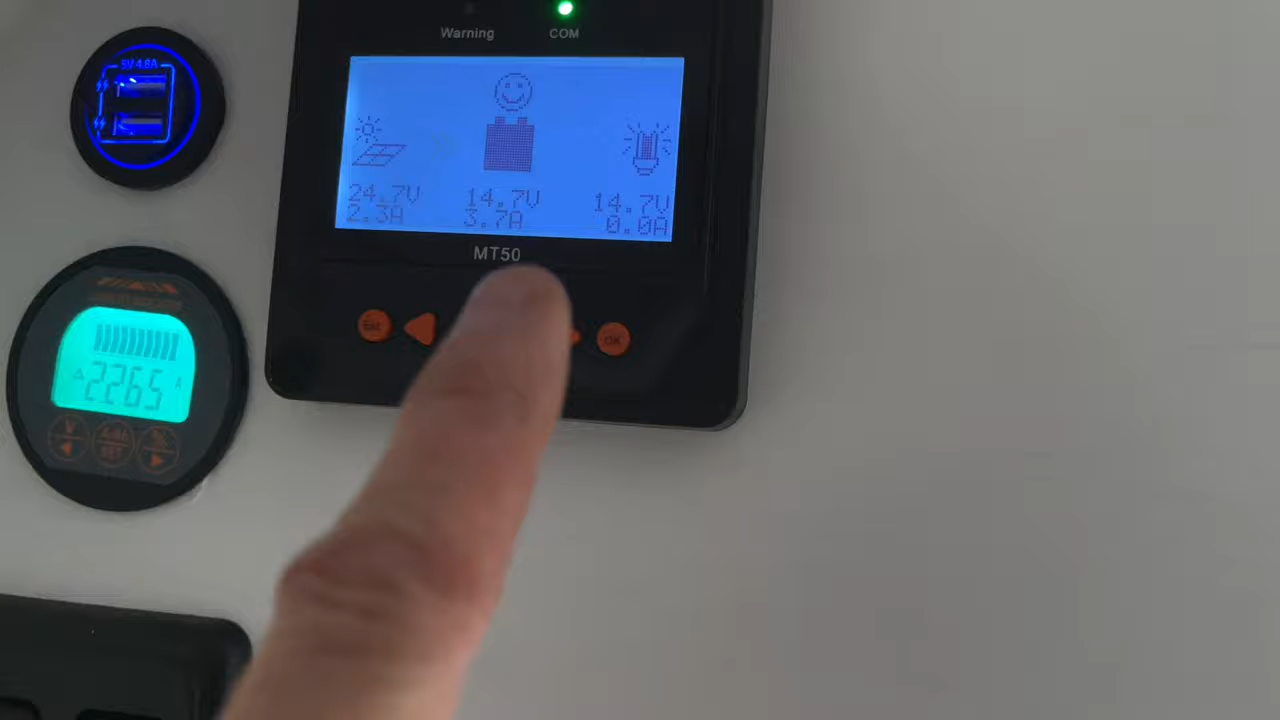 Warning
COM
5V 4.8A
24.7V
2.3A
14.7V
3.7A
14.7V
0.0A
MT50
Esc
OK
2265
A
V
SET
%